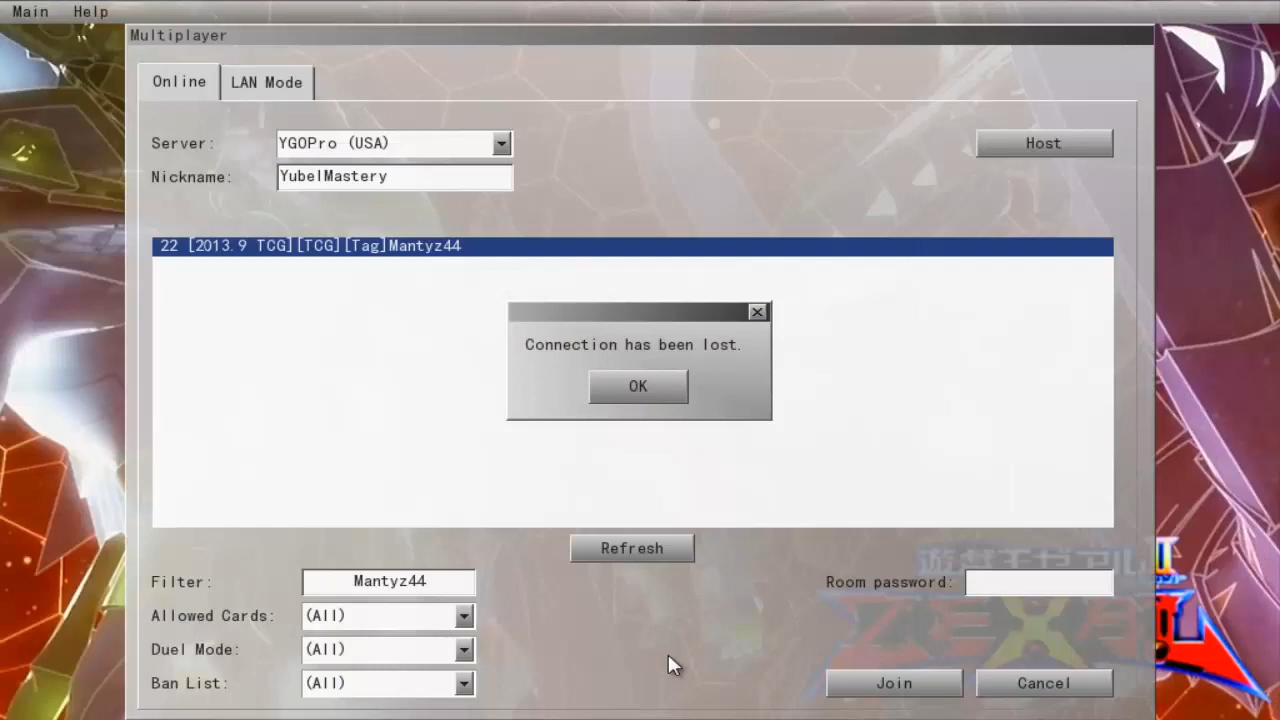 Main Help
Multiplayer
Online LAN Mode
Server: YGOPro (USA) Host
Nickname: YubelMastery
22 [2013.9 TCG][TCG][Tag]Mantyz44
Connection has been lost.
OK
Refresh
Filter: Mantyz44 Room password:
Allowed Cards: (All)
Duel Mode: (All)
Ban List: (All) Join Cancel
ZEXAL